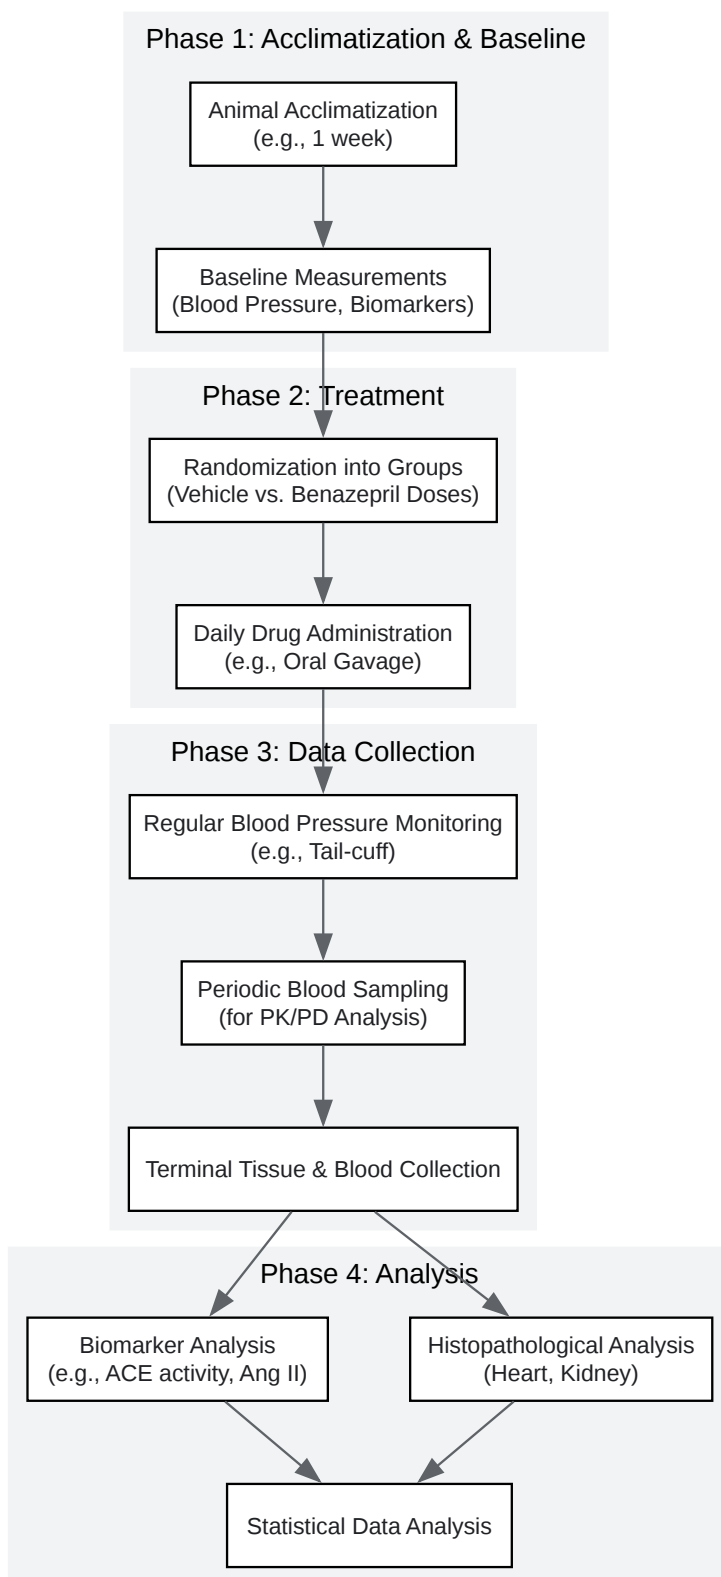 Phase 1: Acclimatization & Baseline
Animal Acclimatization
(e.g., 1 week)
Baseline Measurements
(Blood Pressure, Biomarkers)
Phase 2: Treatment
Randomization into Groups
(Vehicle vs. Benazepril Doses)
Daily Drug Administration
(e.g., Oral Gavage)
Phase 3: Data Collection
Regular Blood Pressure Monitoring
(e.g., Tail-cuff)
Periodic Blood Sampling
(for PK/PD Analysis)
Terminal Tissue & Blood Collection
Phase 4: Analysis
Biomarker Analysis
(e.g., ACE activity, Ang II)
Histopathological Analysis
(Heart, Kidney)
Statistical Data Analysis